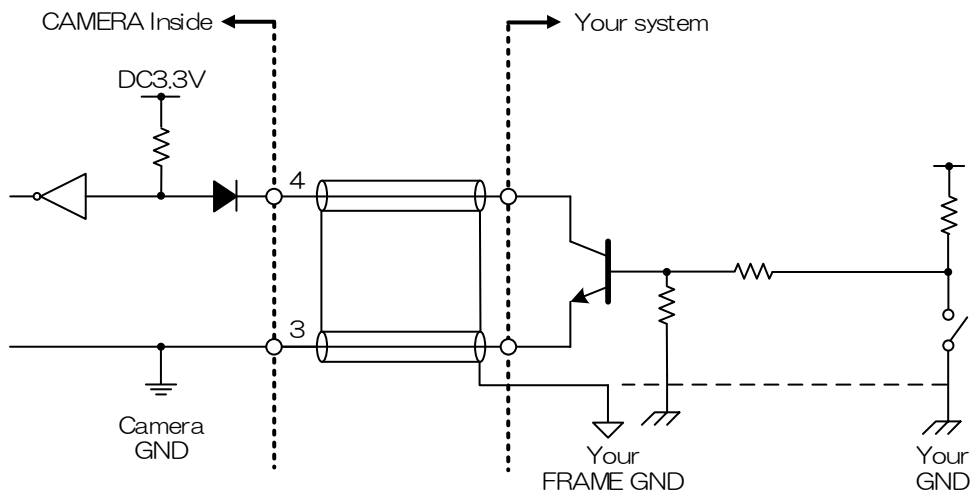 CAMERA Inside
Your system
DC3.3V
4
3
Camera
GND
Your
FRAME GND
Your
GND